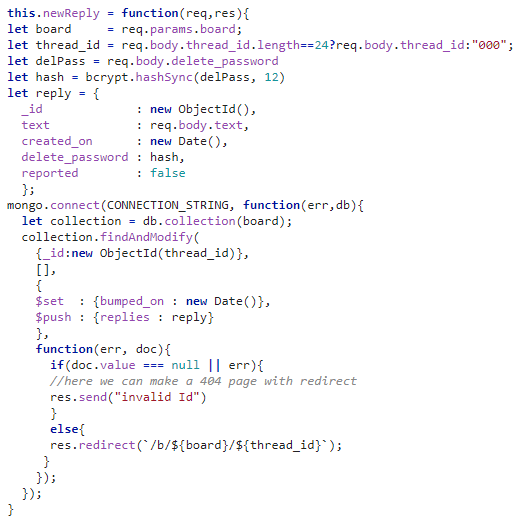 this.newReply = function(req,res){
let board     = req.params.board;
let thread_id = req.body.thread_id.length==24?req.body.thread_id:"000";
let delPass = req.body.delete_password
let hash = bcrypt.hashSync(delPass, 12)
let reply = {
  _id             : new ObjectId(),
  text            : req.body.text,
  created_on      : new Date(),
  delete_password : hash,
  reported        : false
  };
mongo.connect(CONNECTION_STRING, function(err,db){
  let collection = db.collection(board);
  collection.findAndModify(
    {_id:new ObjectId(thread_id)},
    [],
    {
    $set  : {bumped_on : new Date()},
    $push : {replies : reply}
    },
    function(err, doc){
      if(doc.value === null || err){
      //here we can make a 404 page with redirect
      res.send("invalid Id")
      }
      else{
      res.redirect(`/b/${board}/${thread_id}`);
     }
    });
  });
}